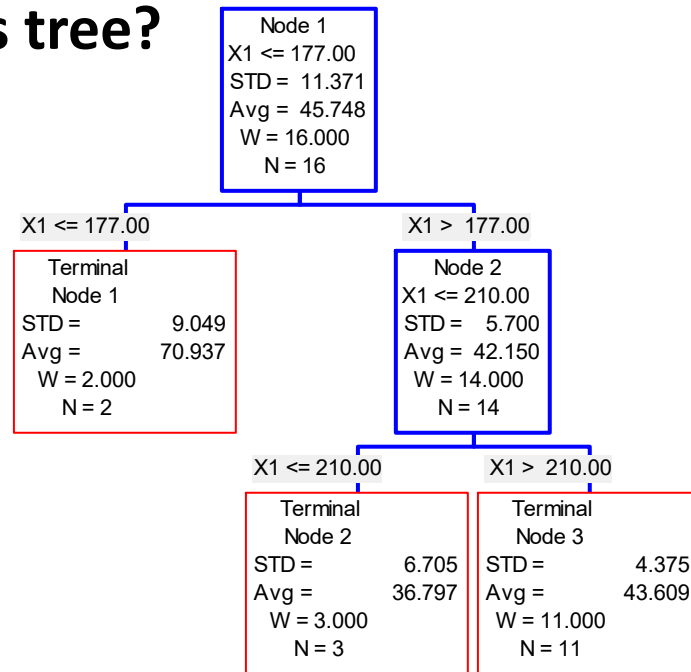 s tree?
Node 1
X1 <= 177.00
STD = 11.371
Avg = 45.748
W = 16.000
N = 16
X1 <= 177.00
X1 > 177.00
Terminal
Node 1
STD = 9.049
Avg = 70.937
W = 2.000
N = 2
Node 2
X1 <= 210.00
STD = 5.700
Avg = 42.150
W = 14.000
N = 14
X1 <= 210.00
X1 > 210.00
Terminal
Node 2
STD = 6.705
Avg = 36.797
W = 3.000
N = 3
Terminal
Node 3
STD = 4.375
Avg = 43.609
W = 11.000
N = 11